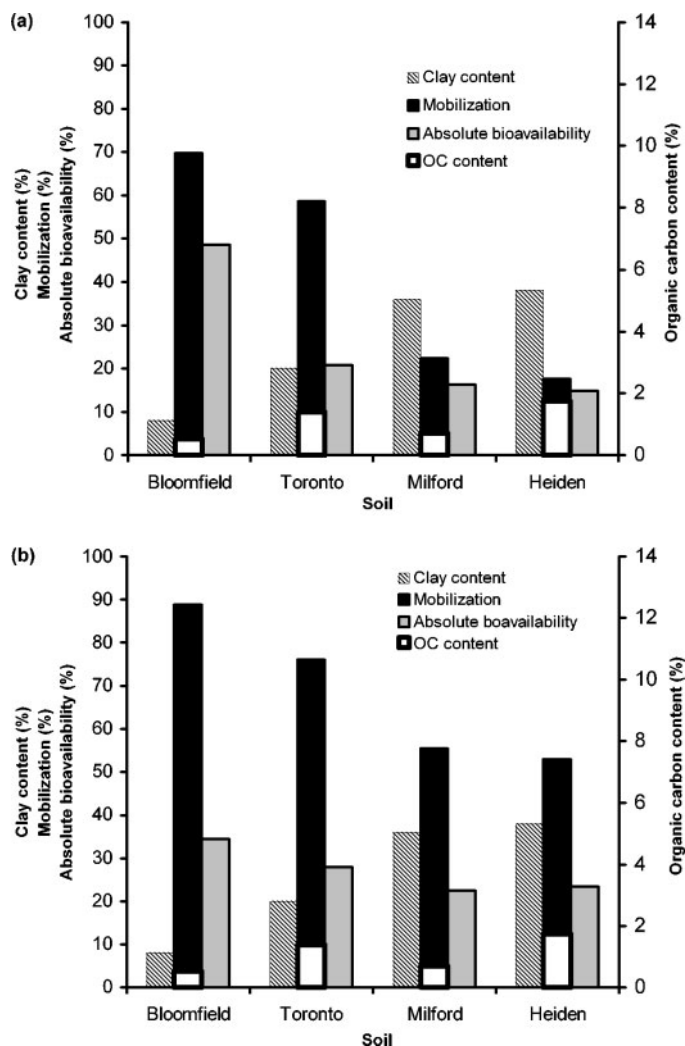 (a)
100
90
80
70
60
50
40
30
20
10
0
Clay content (%)
Mobilization (%)
Absolute bioavailability (%)
Clay content
Mobilization
Absolute bioavailability
OC content
14
12
10
8
6
4
2
0
Organic carbon content (%)
Bloomfield Toronto Milford Heiden
Soil
(b)
100
90
80
70
60
50
40
30
20
10
0
Clay content (%)
Mobilization (%)
Absolute bioavailability (%)
Clay content
Mobilization
Absolute boavailability
OC content
14
12
10
8
6
4
2
0
Organic carbon content (%)
Bloomfield Toronto Milford Heiden
Soil